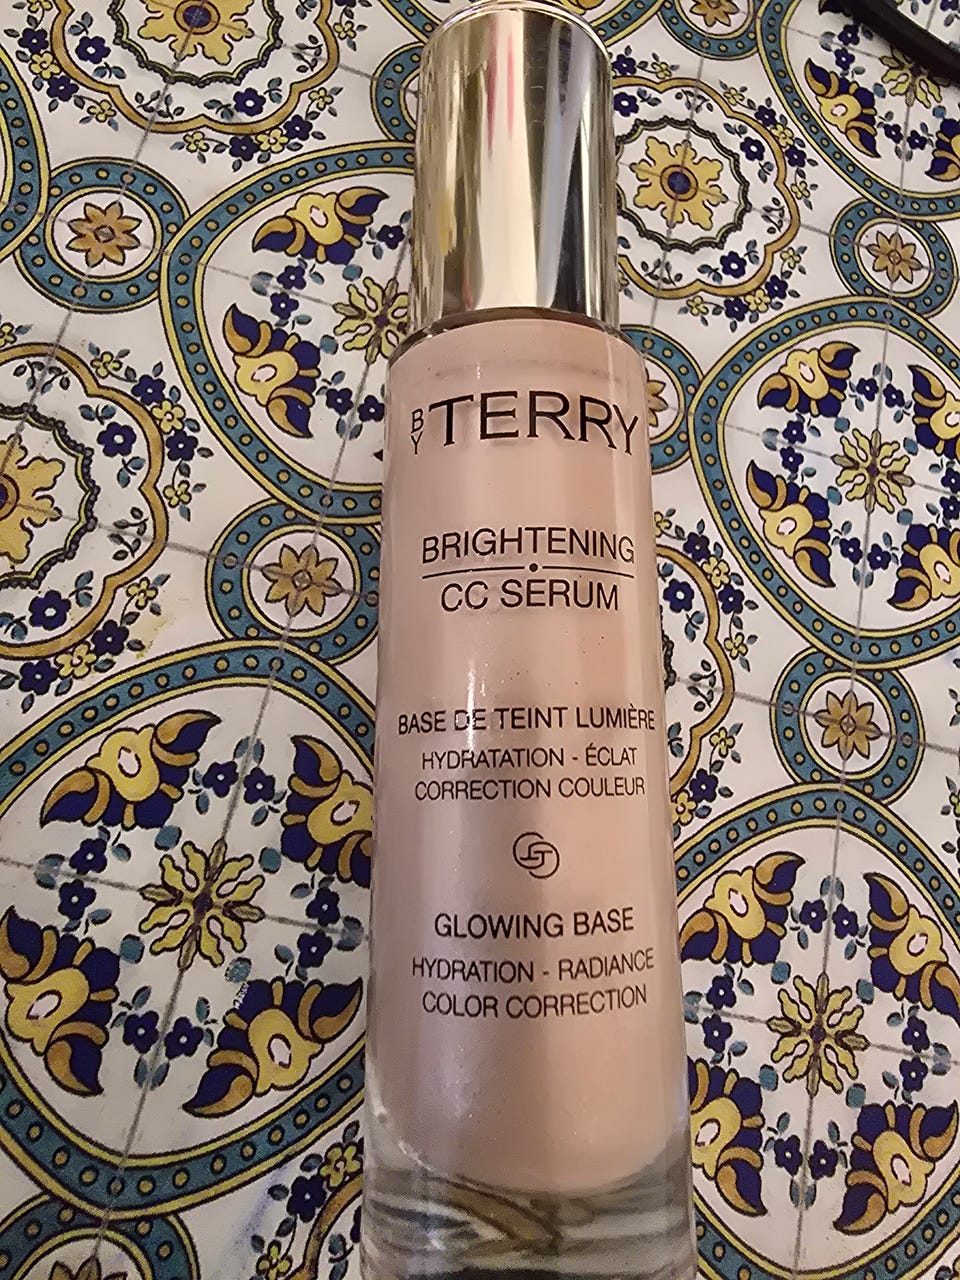 BY TERRY
BRIGHTENING
CC SERUM
BASE DE TEINT LUMIÈRE
HYDRATATION - ÉCLAT
CORRECTION COULEUR
GLOWING BASE
HYDRATION - RADIANCE
COLOR CORRECTION